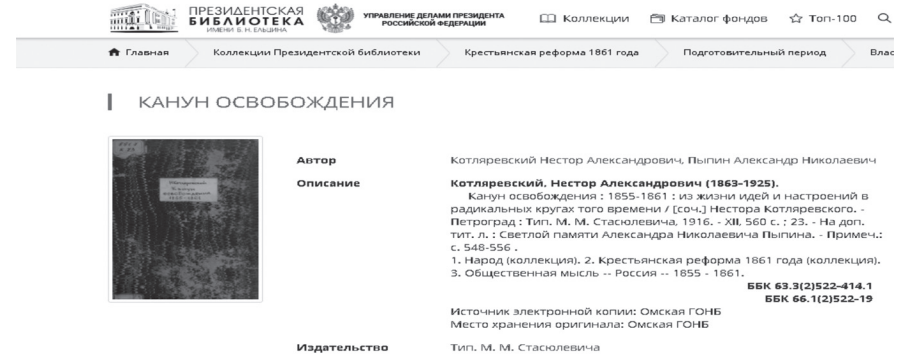 ПРЕЗИДЕНТСКАЯ
БИБЛИОТЕКА
ИМЕНИ Б. Н. ЕЛЬЦИНА
УПРАВЛЕНИЕ ДЕЛАМИ ПРЕЗИДЕНТА
РОССИЙСКОЙ ФЕДЕРАЦИИ
Коллекции
Каталог фондов
Топ-100
Главная
Коллекции Президентской библиотеки
Крестьянская реформа 1861 года
Подготовительный период
Влас
КАНУН ОСВОБОЖДЕНИЯ
Автор
Котляревский Нестор Александрович, Пыпин Александр Николаевич
Описание
Котляревский, Нестор Александрович (1863-1925).
Канун освобождения : 1855-1861 : из жизни идей и настроений в
радикальных кругах того времени / [соч.] Нестора Котляревского. -
Петроград : Тип. М. М. Стасюлевича, 1916. - XII, 560 с. ; 23. - На доп.
тит. л. : Светлой памяти Александра Николаевича Пыпина. - Примеч.:
с. 548-556 .
1. Народ (коллекция). 2. Крестьянская реформа 1861 года (коллекция).
3. Общественная мысль -- Россия -- 1855 - 1861.
ББК 63.3(2)522-414.1
ББК 66.1(2)522-19
Источник электронной копии: Омская ГОНБ
Место хранения оригинала: Омская ГОНБ
Издательство
Тип. М. М. Стасюлевича